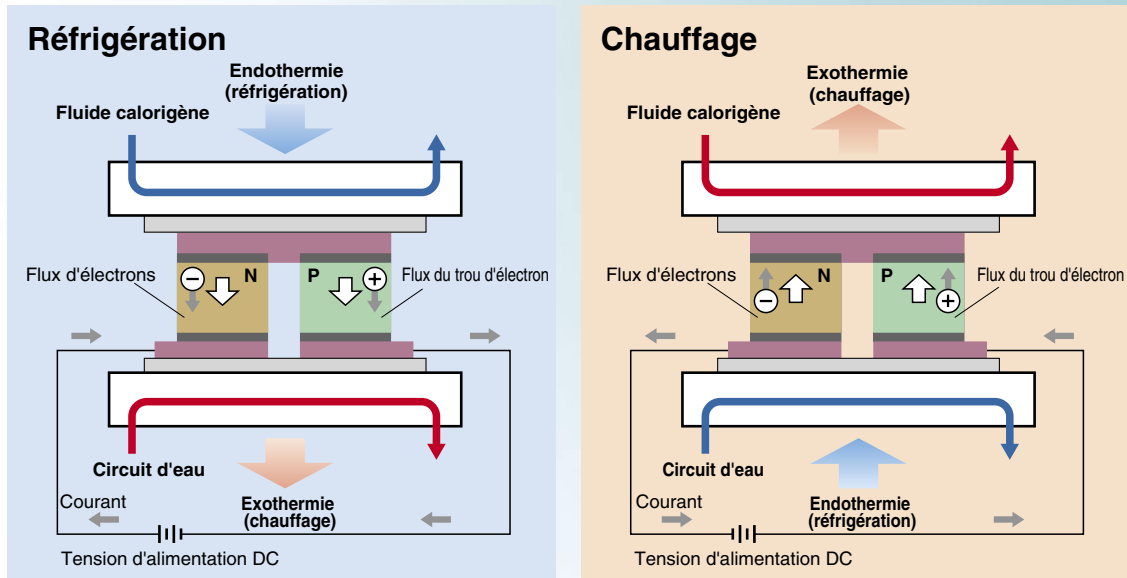 Réfrigération
Endothermie
(réfrigération)
Fluide calorigène
N
P
Flux d'électrons
Flux du trou d'électron
Circuit d'eau
Exothermie
(chauffage)
Courant
Tension d'alimentation DC
Chauffage
Exothermie
(chauffage)
Fluide calorigène
N
P
Flux d'électrons
Flux du trou d'électron
Circuit d'eau
Endothermie
(réfrigération)
Courant
Tension d'alimentation DC